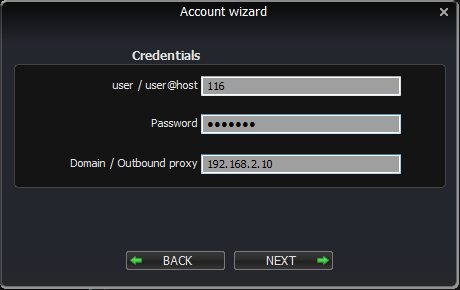 Account wizard
Credentials
user / user@host 116
Password •••••••
Domain / Outbound proxy 192.168.2.10
BACK NEXT